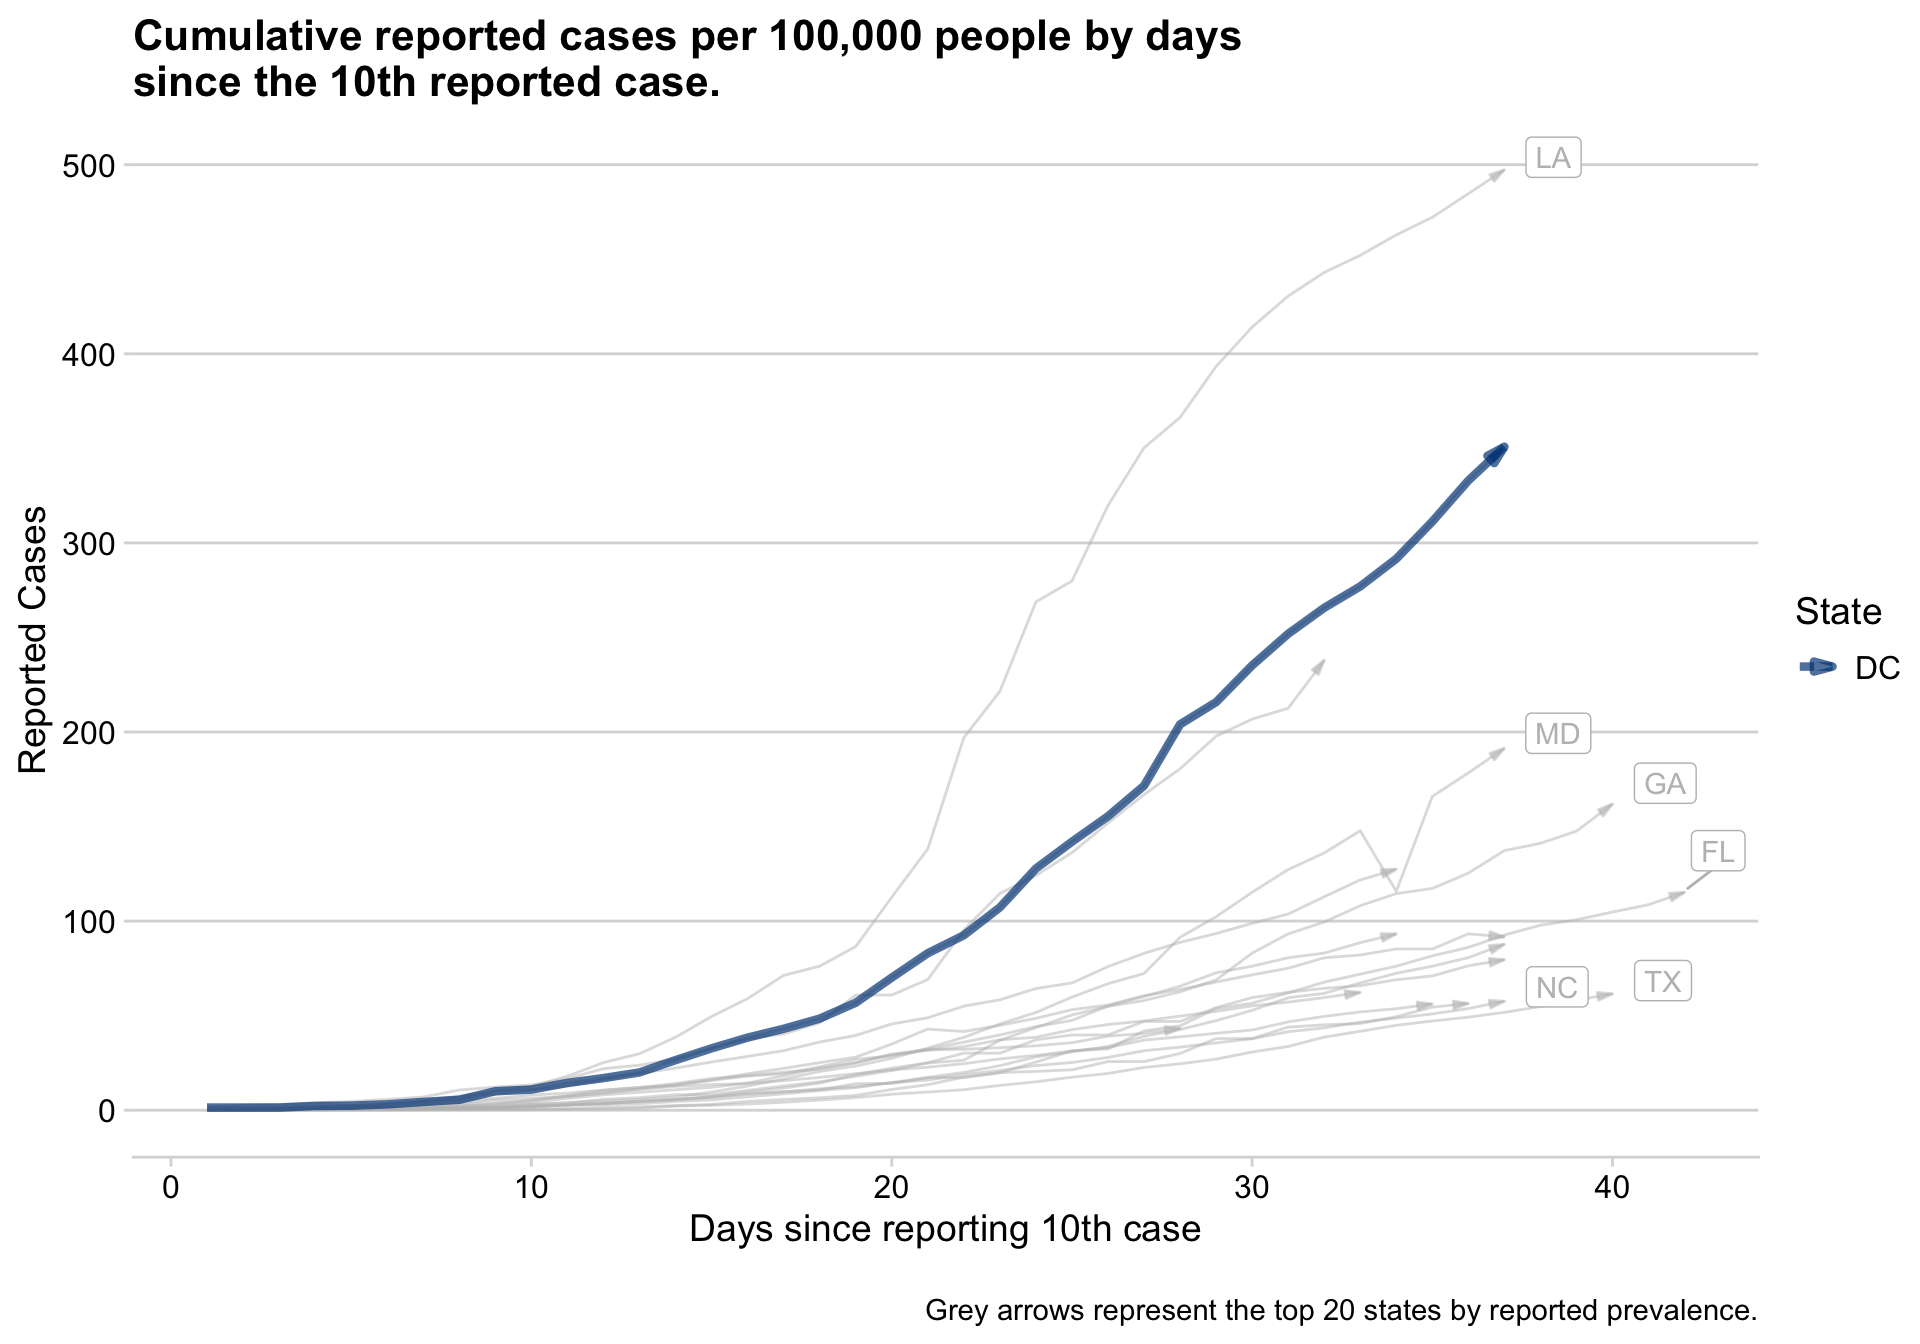 Cumulative reported cases per 100,000 people by days
since the 10th reported case.
500
400
300
200
100
0
Reported Cases
LA
MD
GA
FL
NC
TX
State
DC
0
10
20
30
40
Days since reporting 10th case
Grey arrows represent the top 20 states by reported prevalence.